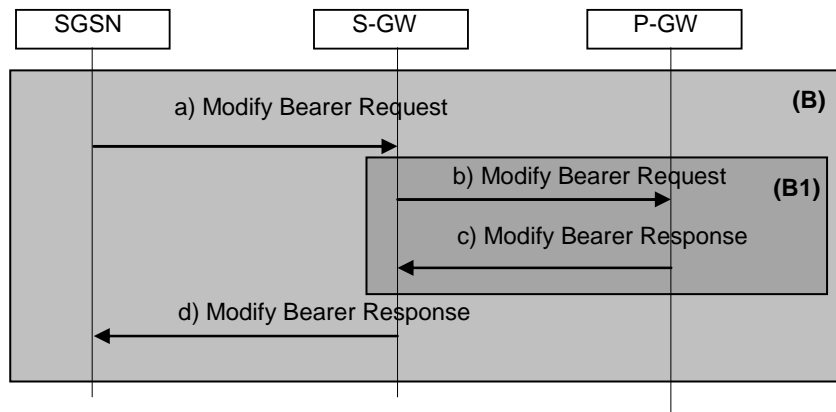 SGSN
S-GW
P-GW
(B)
a) Modify Bearer Request
b) Modify Bearer Request
(B1)
c) Modify Bearer Response
d) Modify Bearer Response